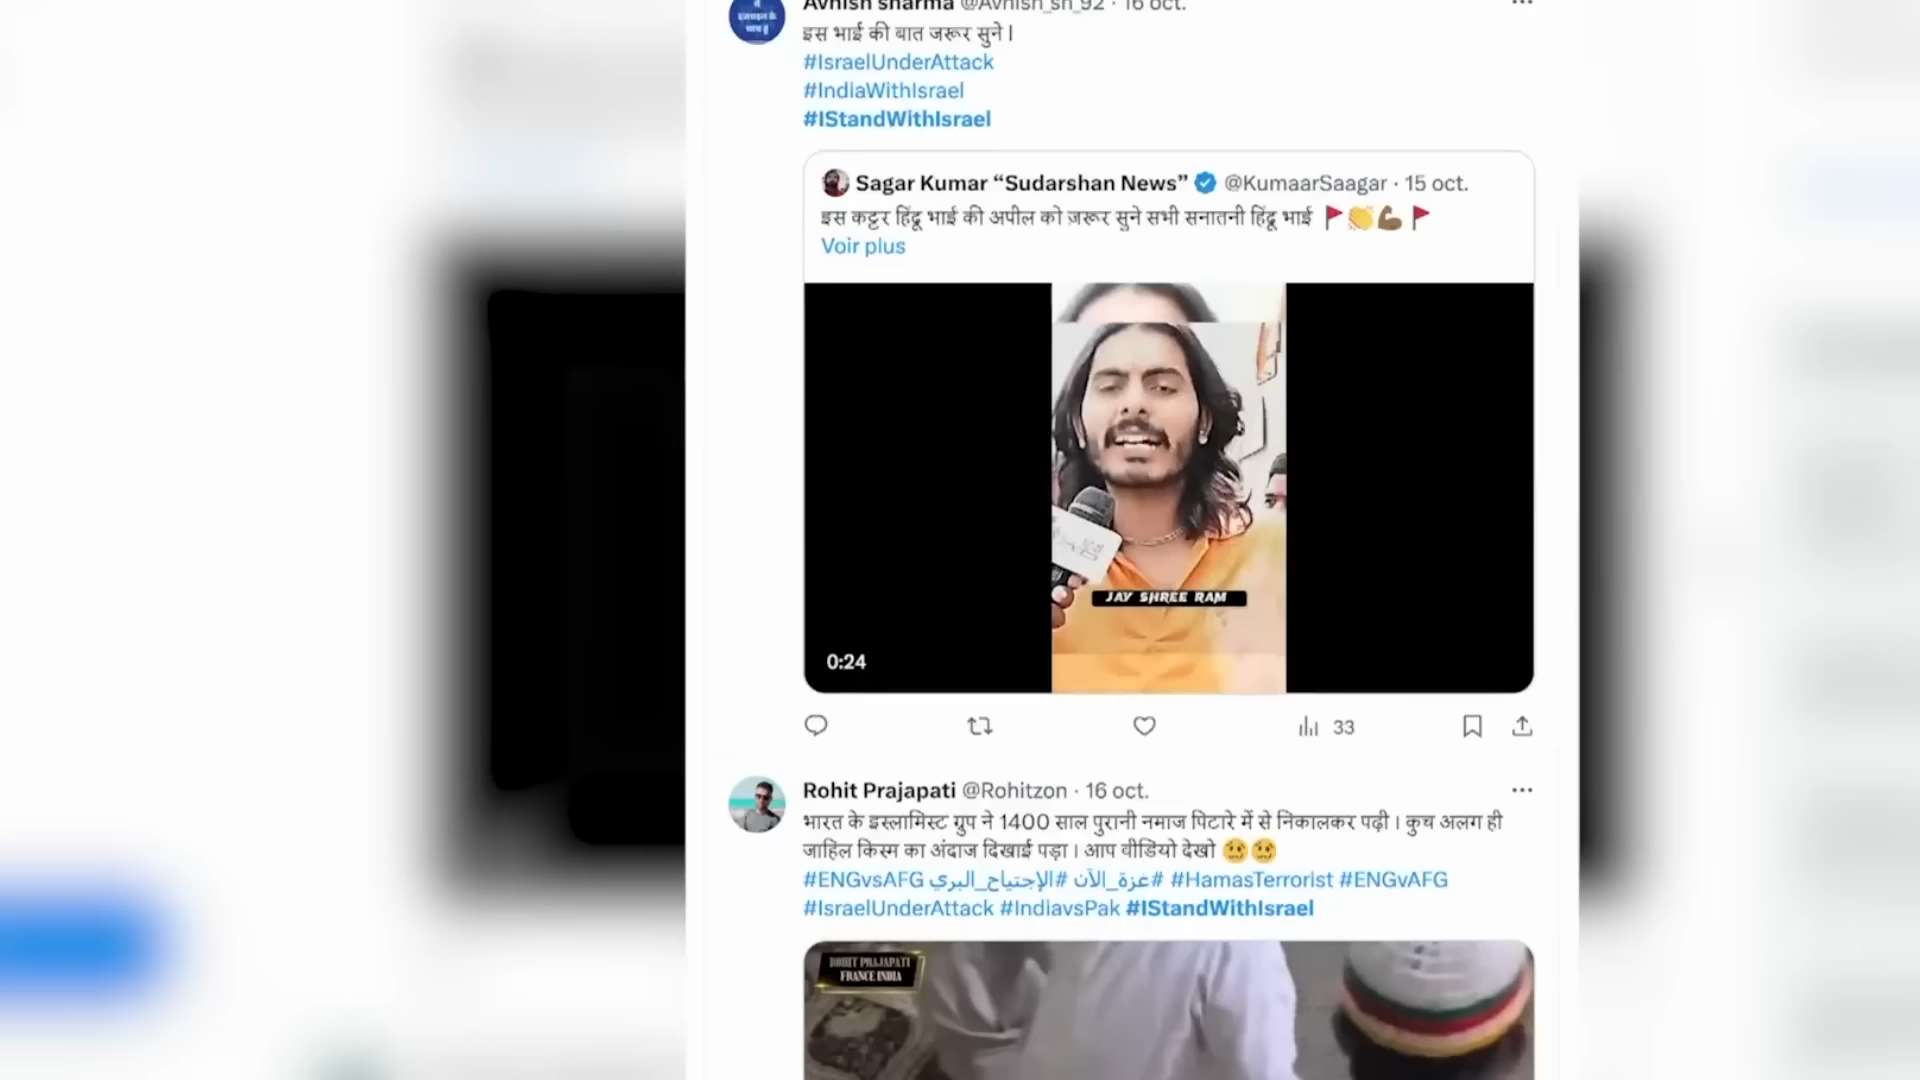 Avnish sharma @Avnish_sh_92 · 16 oct.
इस भाई की बात जरूर सुने।
#IsraelUnderAttack
#IndiaWithIsrael
#IStandWithIsrael
Sagar Kumar “Sudarshan News” @KumaarSaagar · 15 oct.
इस कट्टर हिंदू भाई की अपील को ज़रूर सुने सभी सनातनी हिंदू भाई 🚩👏💪🚩
Voir plus
JAY SHREE RAM
0:24
33
Rohit Prajapati @Rohitzon · 16 oct.
भारत के इस्लामिस्ट ग्रुप ने 1400 साल पुरानी नमाज पिटारे में से निकालकर पढ़ी। कुछ अलग ही
जाहिल किस्म का अंदाज दिखाई पड़ा। आप वीडियो देखो 🥴🥴
#ENGvsAFG #غزة_الآن #الإجتياح_البري #HamasTerrorist #ENGvAFG
#IsraelUnderAttack #IndiavsPak #IStandWithIsrael
ROHIT PRAJAPATI
FRANCE INDIA